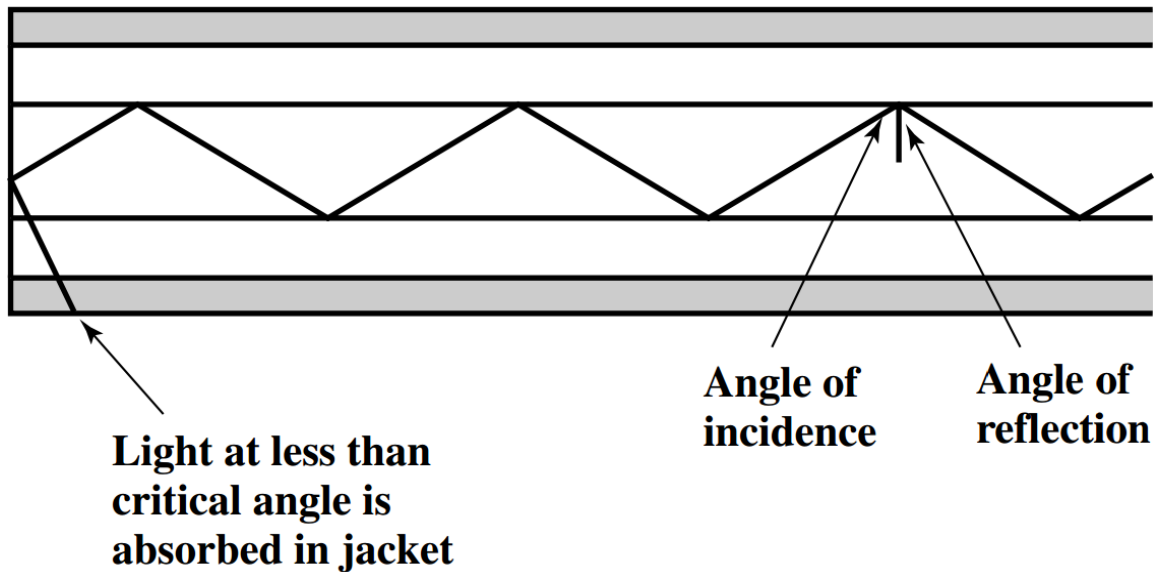 Light at less than
critical angle is
absorbed in jacket
Angle of
incidence
Angle of
reflection